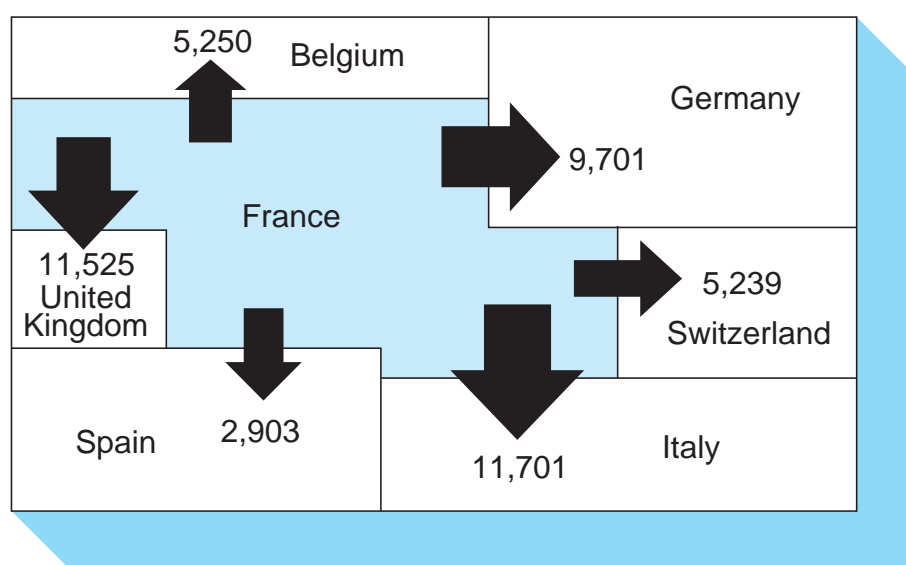 5,250
Belgium
Germany
9,701
France
11,525
United
Kingdom
5,239
Switzerland
Spain
2,903
11,701
Italy